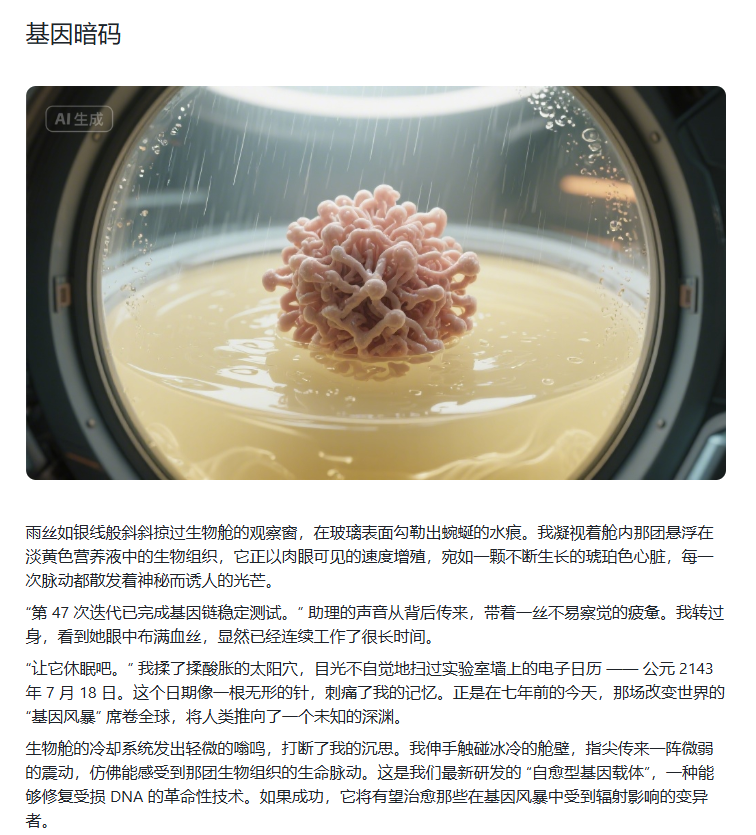 基因暗码
AI 生成
雨丝如银线般斜斜掠过生物舱的观察窗，在玻璃表面勾勒出蜿蜒的水痕。我凝视着舱内那团悬浮在
淡黄色营养液中的生物组织，它正以肉眼可见的速度增殖，宛如一颗不断生长的琥珀色心脏，每一
次脉动都散发着神秘而诱人的光芒。
“第 47 次迭代已完成基因链稳定测试。” 助理的声音从背后传来，带着一丝不易察觉的疲惫。我转过
身，看到她眼中布满血丝，显然已经连续工作了很长时间。
“让它休眠吧。” 我揉了揉酸胀的太阳穴，目光不自觉地扫过实验室墙上的电子日历 —— 公元 2143
年 7 月 18 日。这个日期像一根无形的针，刺痛了我的记忆。正是在七年前的今天，那场改变世界的
“基因风暴” 席卷全球，将人类推向了一个未知的深渊。
生物舱的冷却系统发出轻微的嗡鸣，打断了我的沉思。我伸手触碰冰冷的舱壁，指尖传来一阵微弱
的震动，仿佛能感受到那团生物组织的生命脉动。这是我们最新研发的 “自愈型基因载体”，一种能
够修复受损 DNA 的革命性技术。如果成功，它将有望治愈那些在基因风暴中受到辐射影响的变异
者。